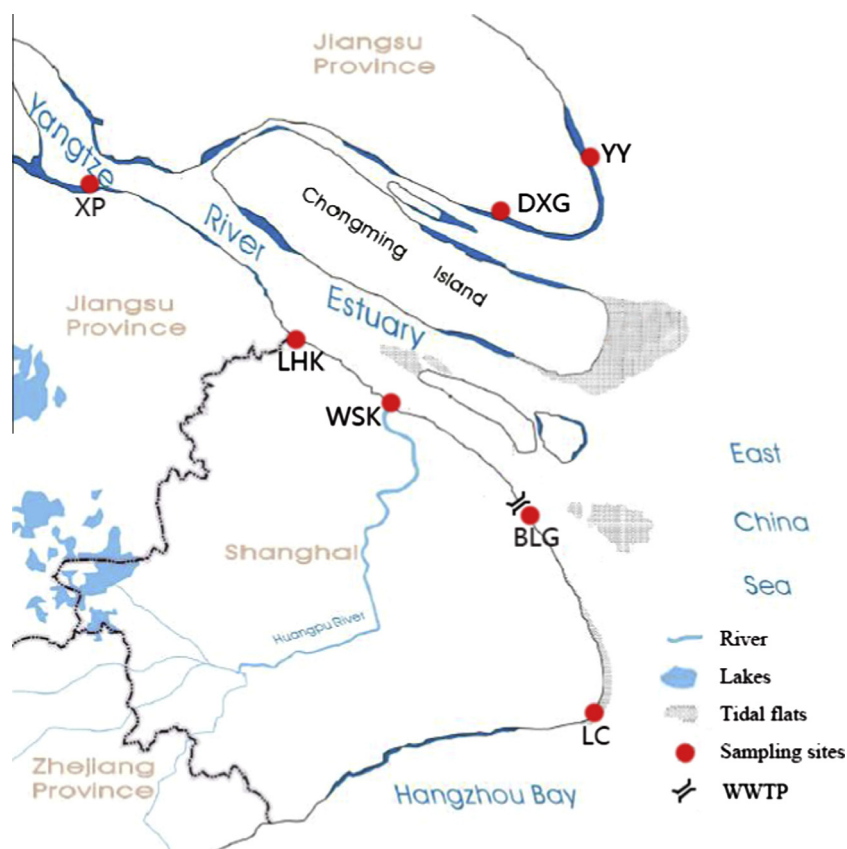 Jiangsu
Province
Yangtze
YY
XP
DXG
River
Chongming
Island
Jiangsu
Province
Estuary
LHK
WSK
East
BLG
China
Shanghai
Sea
Huangpu River
River
Lakes
Tidal flats
LC
Sampling sites
Zhejiang
Province
Hangzhou Bay
WWTP